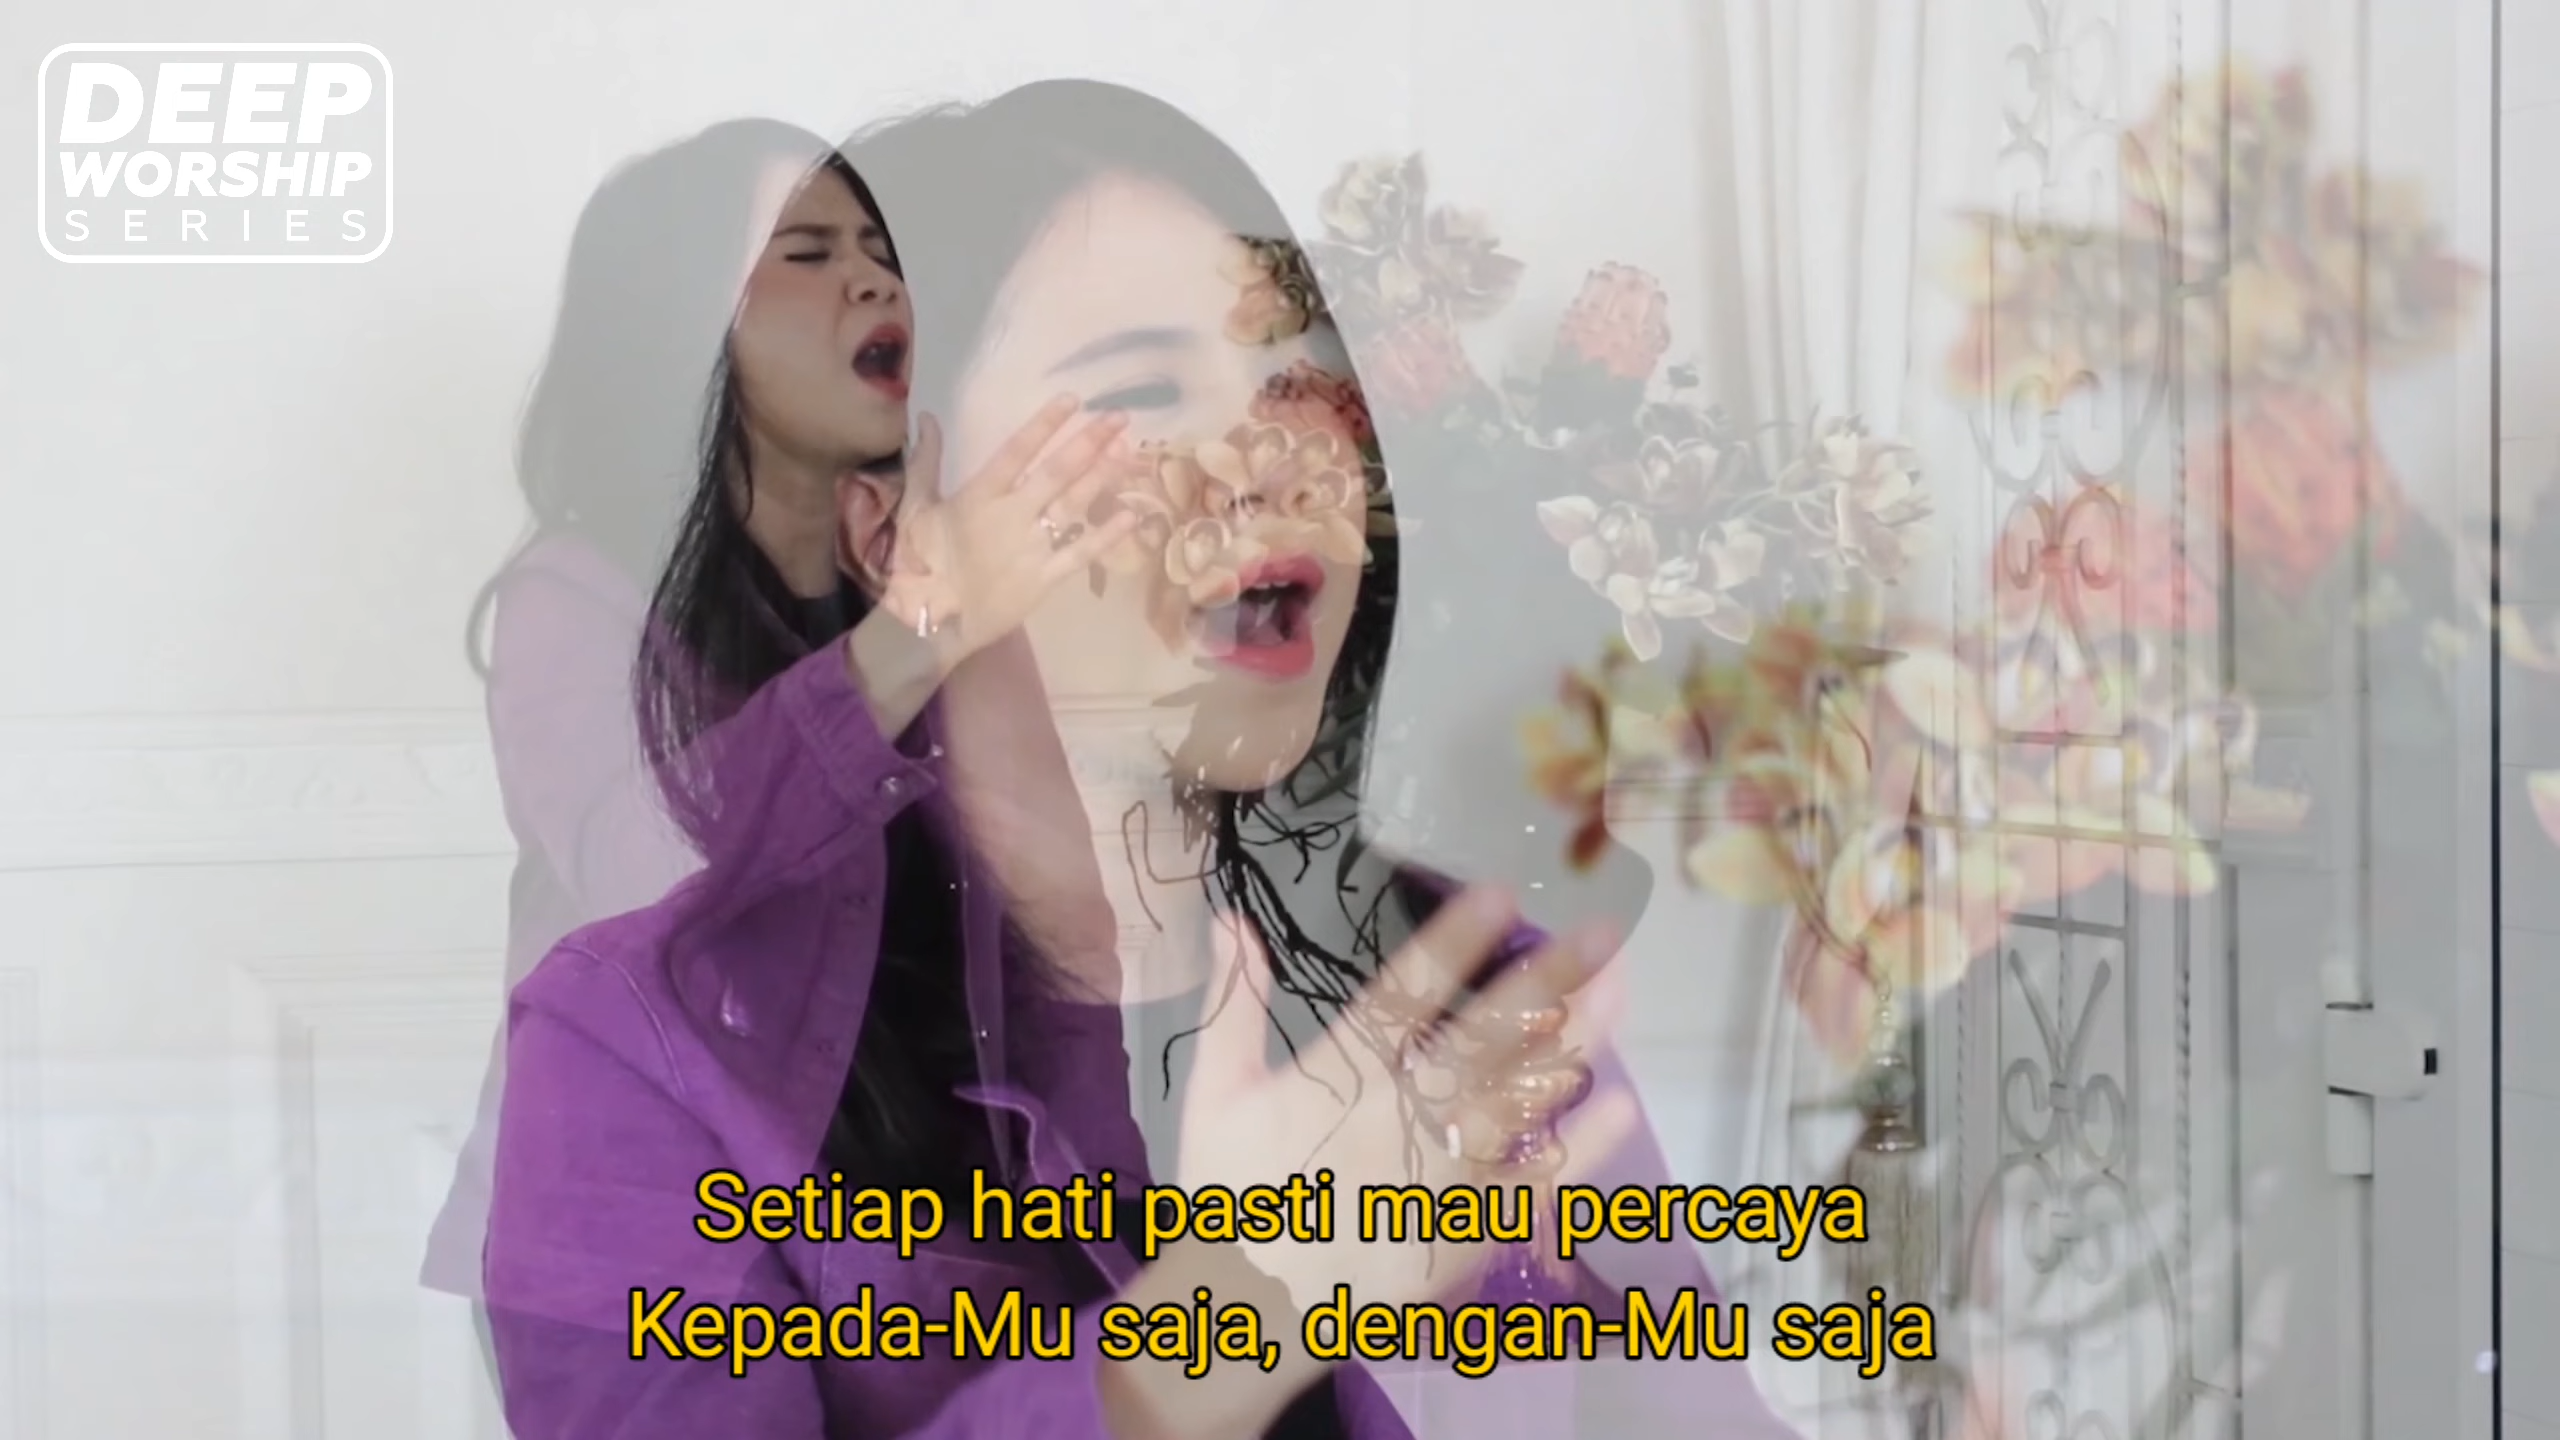 DEEP
WORSHIP
SERIES
Setiap hati pasti mau percaya
Kepada-Mu saja, dengan-Mu saja